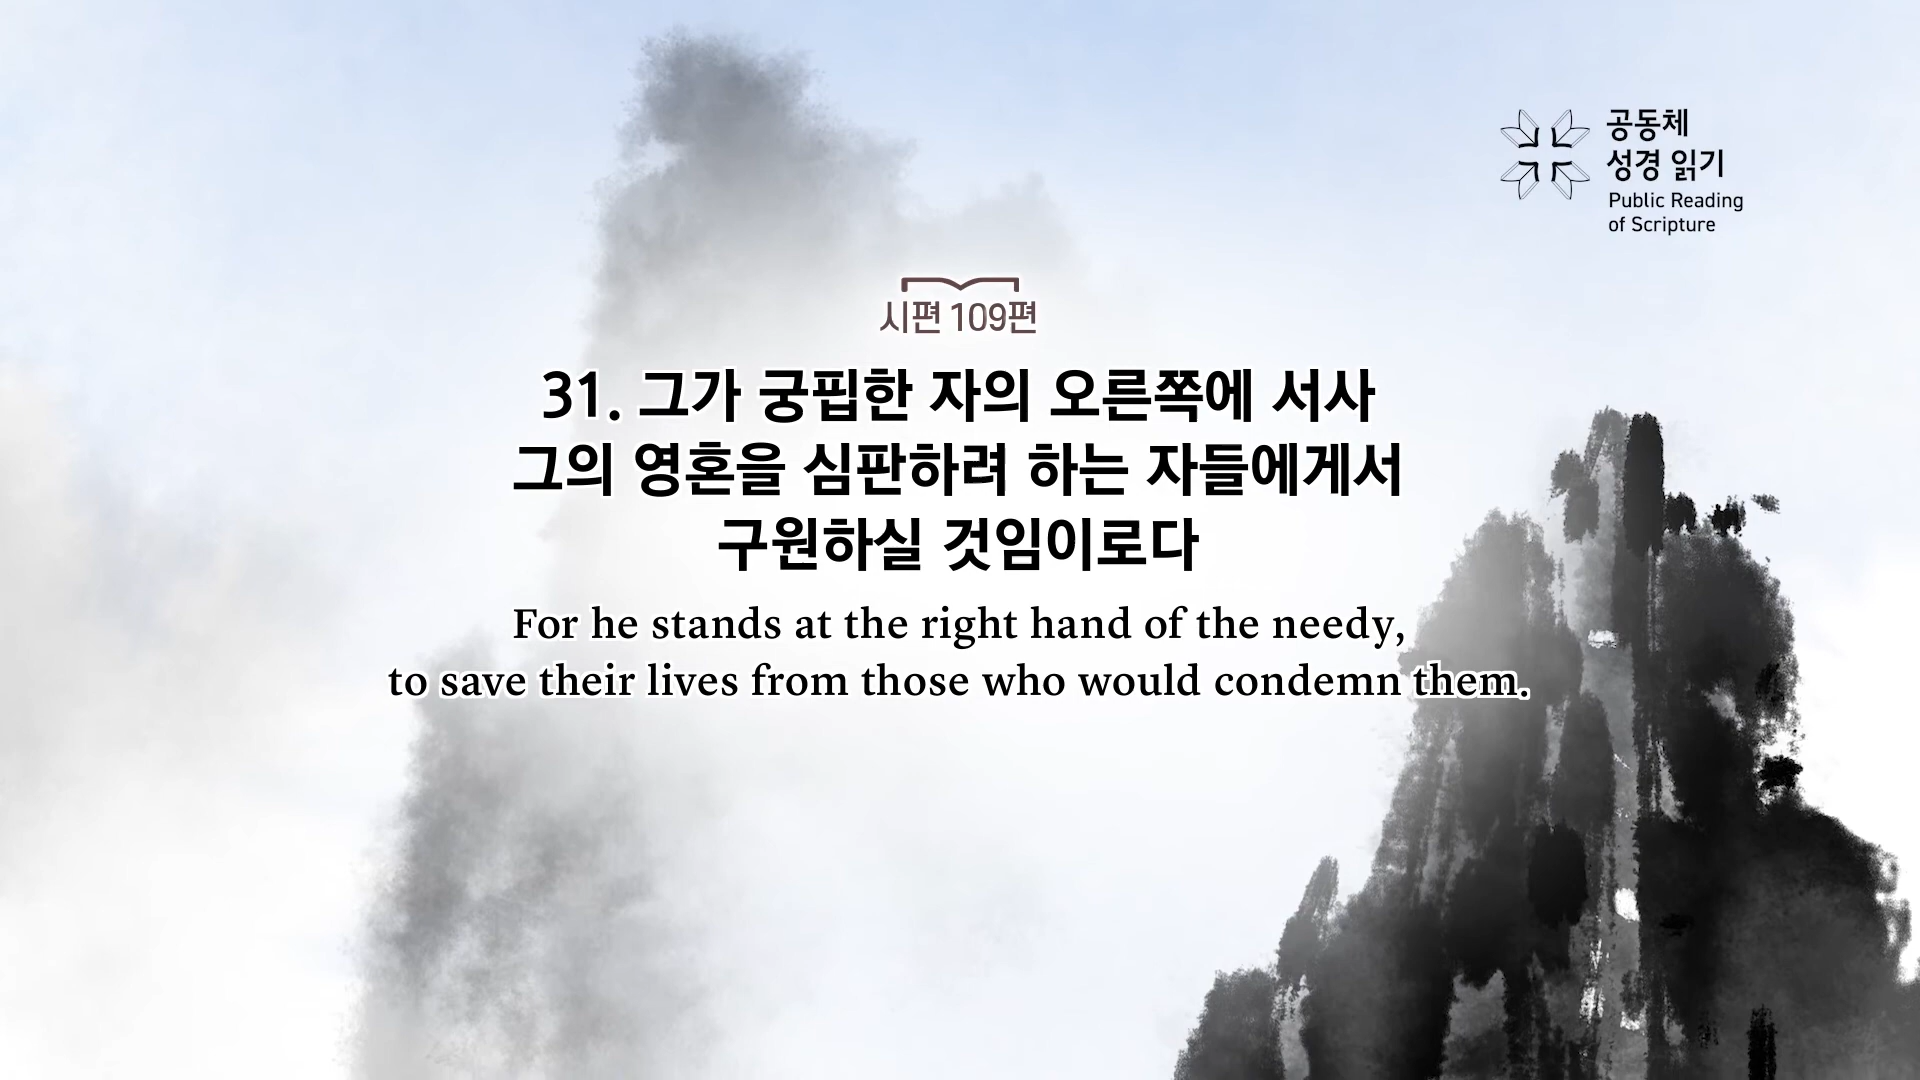 공동체
성경 읽기
Public Reading
of Scripture
시편 109편
31. 그가 궁핍한 자의 오른쪽에 서사
그의 영혼을 심판하려 하는 자들에게서
구원하실 것임이로다
For he stands at the right hand of the needy,
to save their lives from those who would condemn them.